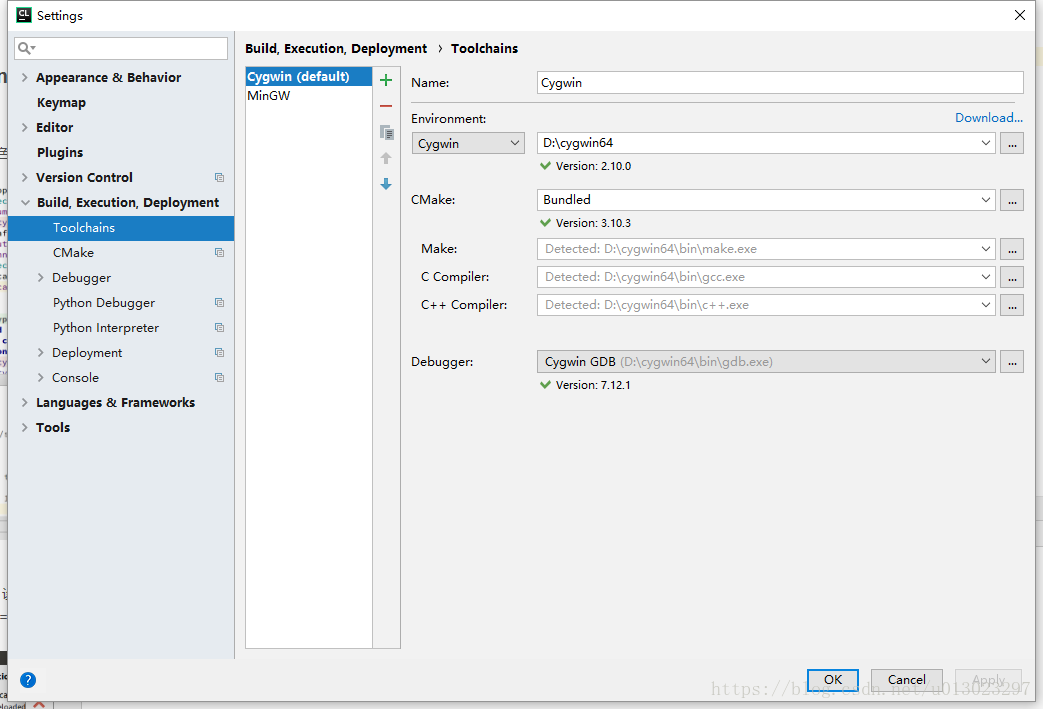 CL Settings
Build, Execution, Deployment › Toolchains
Appearance & Behavior
Keymap
Editor
Plugins
Version Control
Build, Execution, Deployment
Toolchains
CMake
Debugger
Python Debugger
Python Interpreter
Deployment
Console
Languages & Frameworks
Tools
Cygwin (default)
MinGW
Name: Cygwin
Environment: Download...
Cygwin D:\cygwin64 ...
Version: 2.10.0
CMake: Bundled ...
Version: 3.10.3
Make: Detected: D:\cygwin64\bin\make.exe ...
C Compiler: Detected: D:\cygwin64\bin\gcc.exe ...
C++ Compiler: Detected: D:\cygwin64\bin\c++.exe ...
Debugger: Cygwin GDB (D:\cygwin64\bin\gdb.exe) ...
Version: 7.12.1
? OK Cancel Apply
https://blog.csdn.net/u013023297